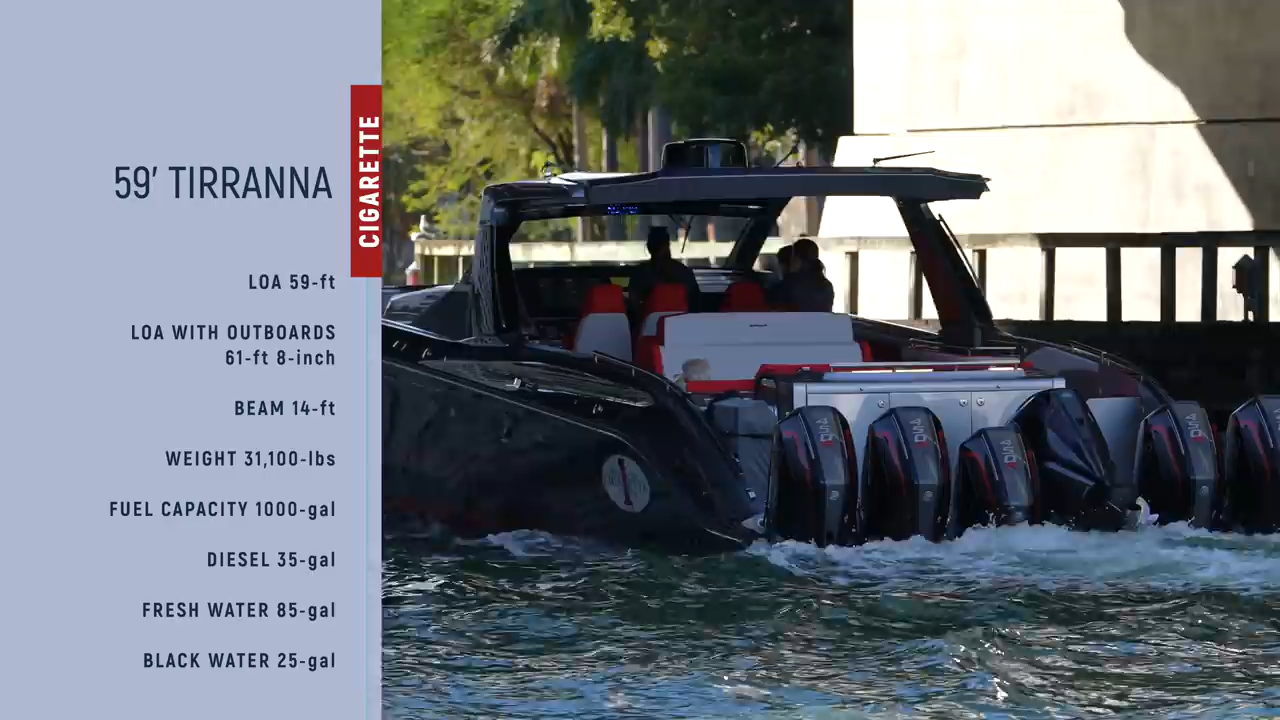 59' TIRRANNA
CIGARETTE
LOA 59-ft
LOA WITH OUTBOARDS
61-ft 8-inch
BEAM 14-ft
WEIGHT 31,100-lbs
FUEL CAPACITY 1000-gal
DIESEL 35-gal
FRESH WATER 85-gal
BLACK WATER 25-gal